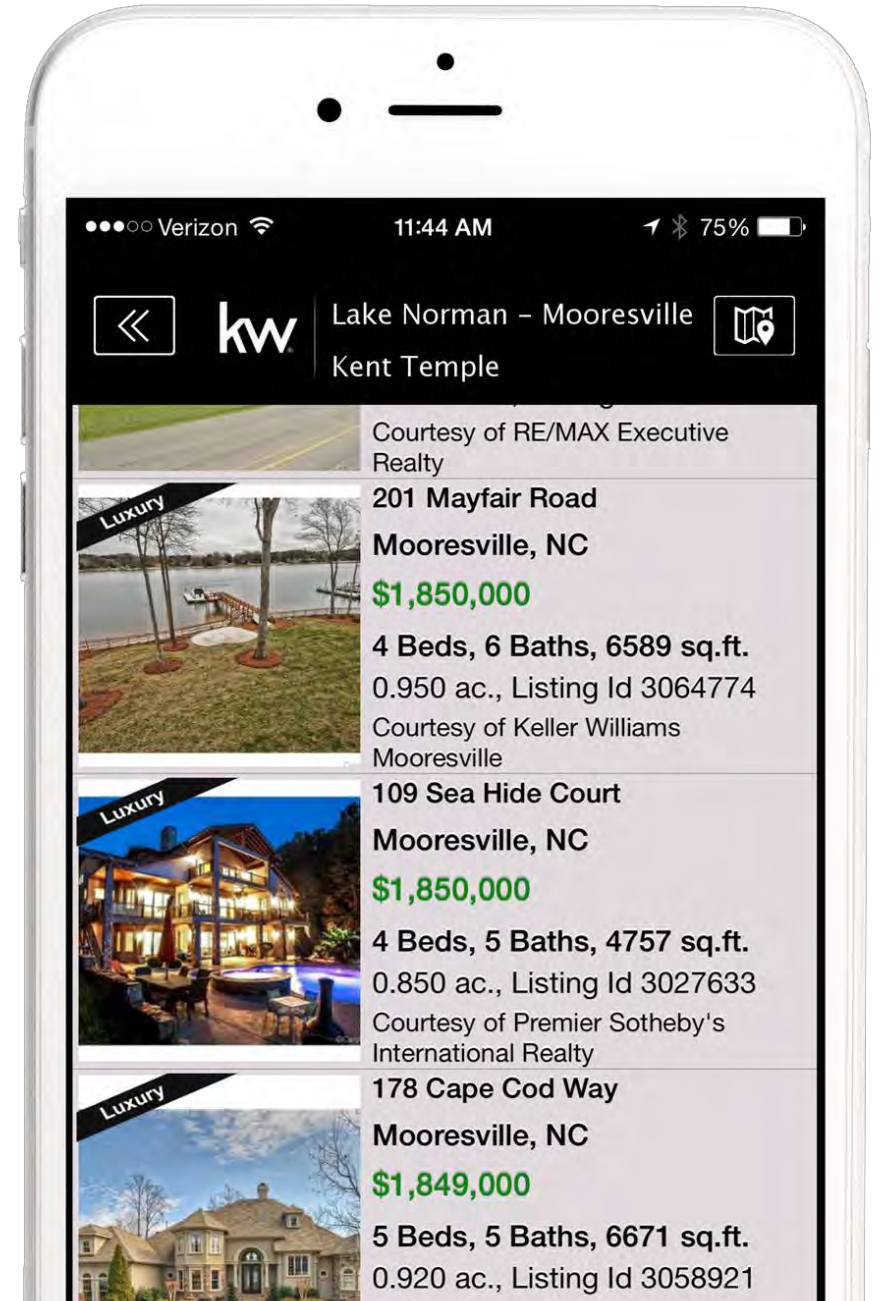 Verizon
11:44 AM
75%
kw
Lake Norman – Mooresville
Kent Temple
Courtesy of RE/MAX Executive
Realty
Luxury
201 Mayfair Road
Mooresville, NC
$1,850,000
4 Beds, 6 Baths, 6589 sq.ft.
0.950 ac., Listing Id 3064774
Courtesy of Keller Williams
Mooresville
Luxury
109 Sea Hide Court
Mooresville, NC
$1,850,000
4 Beds, 5 Baths, 4757 sq.ft.
0.850 ac., Listing Id 3027633
Courtesy of Premier Sotheby's
International Realty
Luxury
178 Cape Cod Way
Mooresville, NC
$1,849,000
5 Beds, 5 Baths, 6671 sq.ft.
0.920 ac., Listing Id 3058921